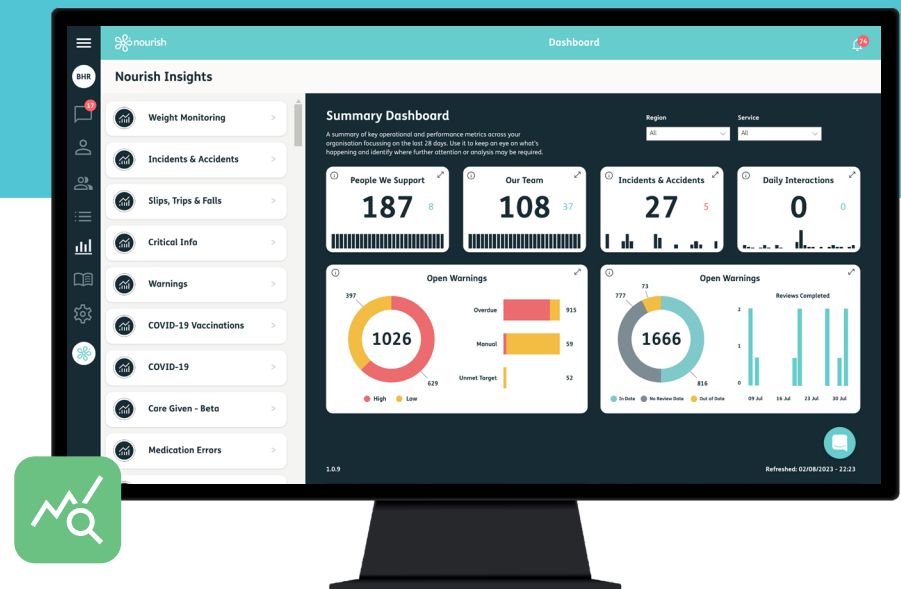 nourish
Dashboard
74
BHR
Nourish Insights
17
Weight Monitoring
Incidents & Accidents
Slips, Trips & Falls
Critical Info
Warnings
COVID-19 Vaccinations
COVID-19
Care Given - Beta
Medication Errors
Summary Dashboard
A summary of key operational and performance metrics across your
organisation focussing on the last 28 days. Use it to keep an eye on what's
happening and identify where further attention or analysis may be required.
Region
All
Service
All
People We Support
187 8
Our Team
108 37
Incidents & Accidents
27 5
Daily Interactions
0 0
Open Warnings
397
1026
629
High Low
Overdue 915
Manual 59
Unmet Target 52
Open Warnings
73
777
1666
816
In Date No Review Date Out of Date
Reviews Completed
2
1
0
09 Jul 16 Jul 23 Jul 30 Jul
1.0.9
Refreshed: 02/08/2023 - 22:23